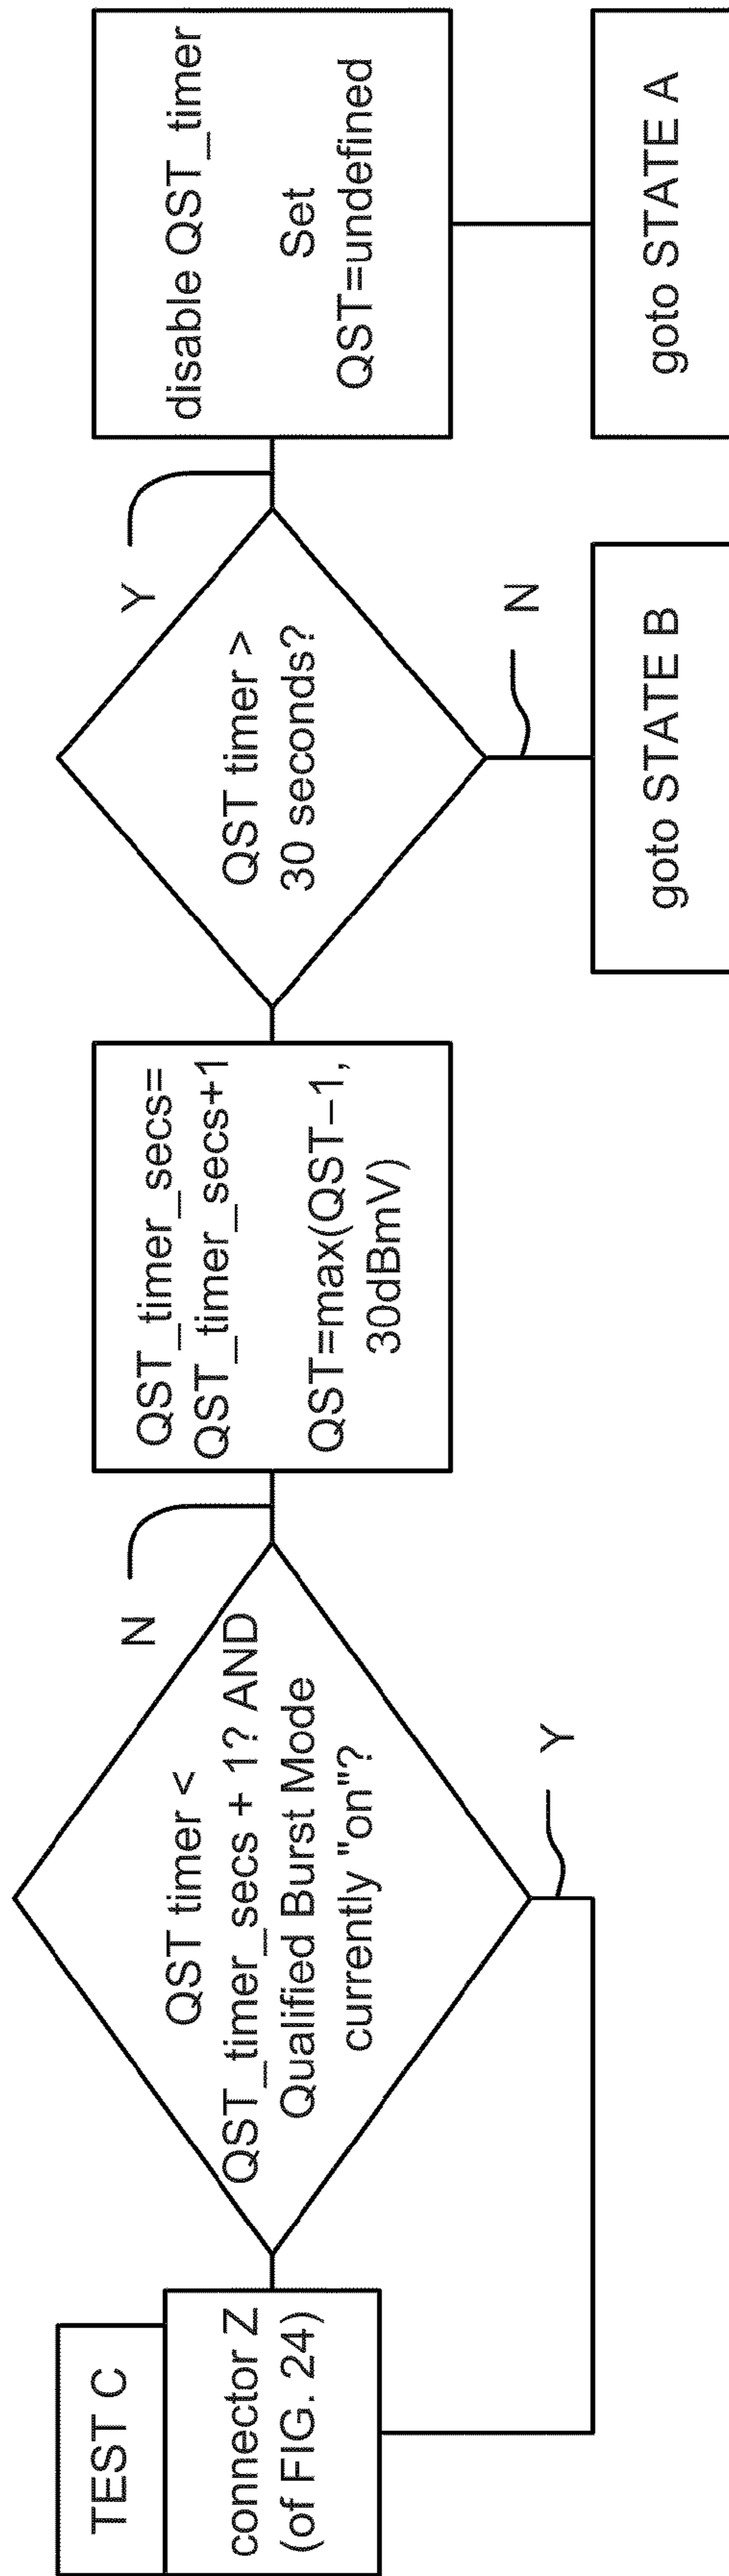 TEST C
connector Z
(of FIG. 24)
QST timer <
QST_timer_secs + 1? AND
Qualified Burst Mode
currently "on"?
Y
N
QST_timer_secs=
QST_timer_secs+1
QST=max(QST–1,
30dBmV)
QST timer >
30 seconds?
N
goto STATE B
Y
disable QST_timer
Set
QST=undefined
goto STATE A